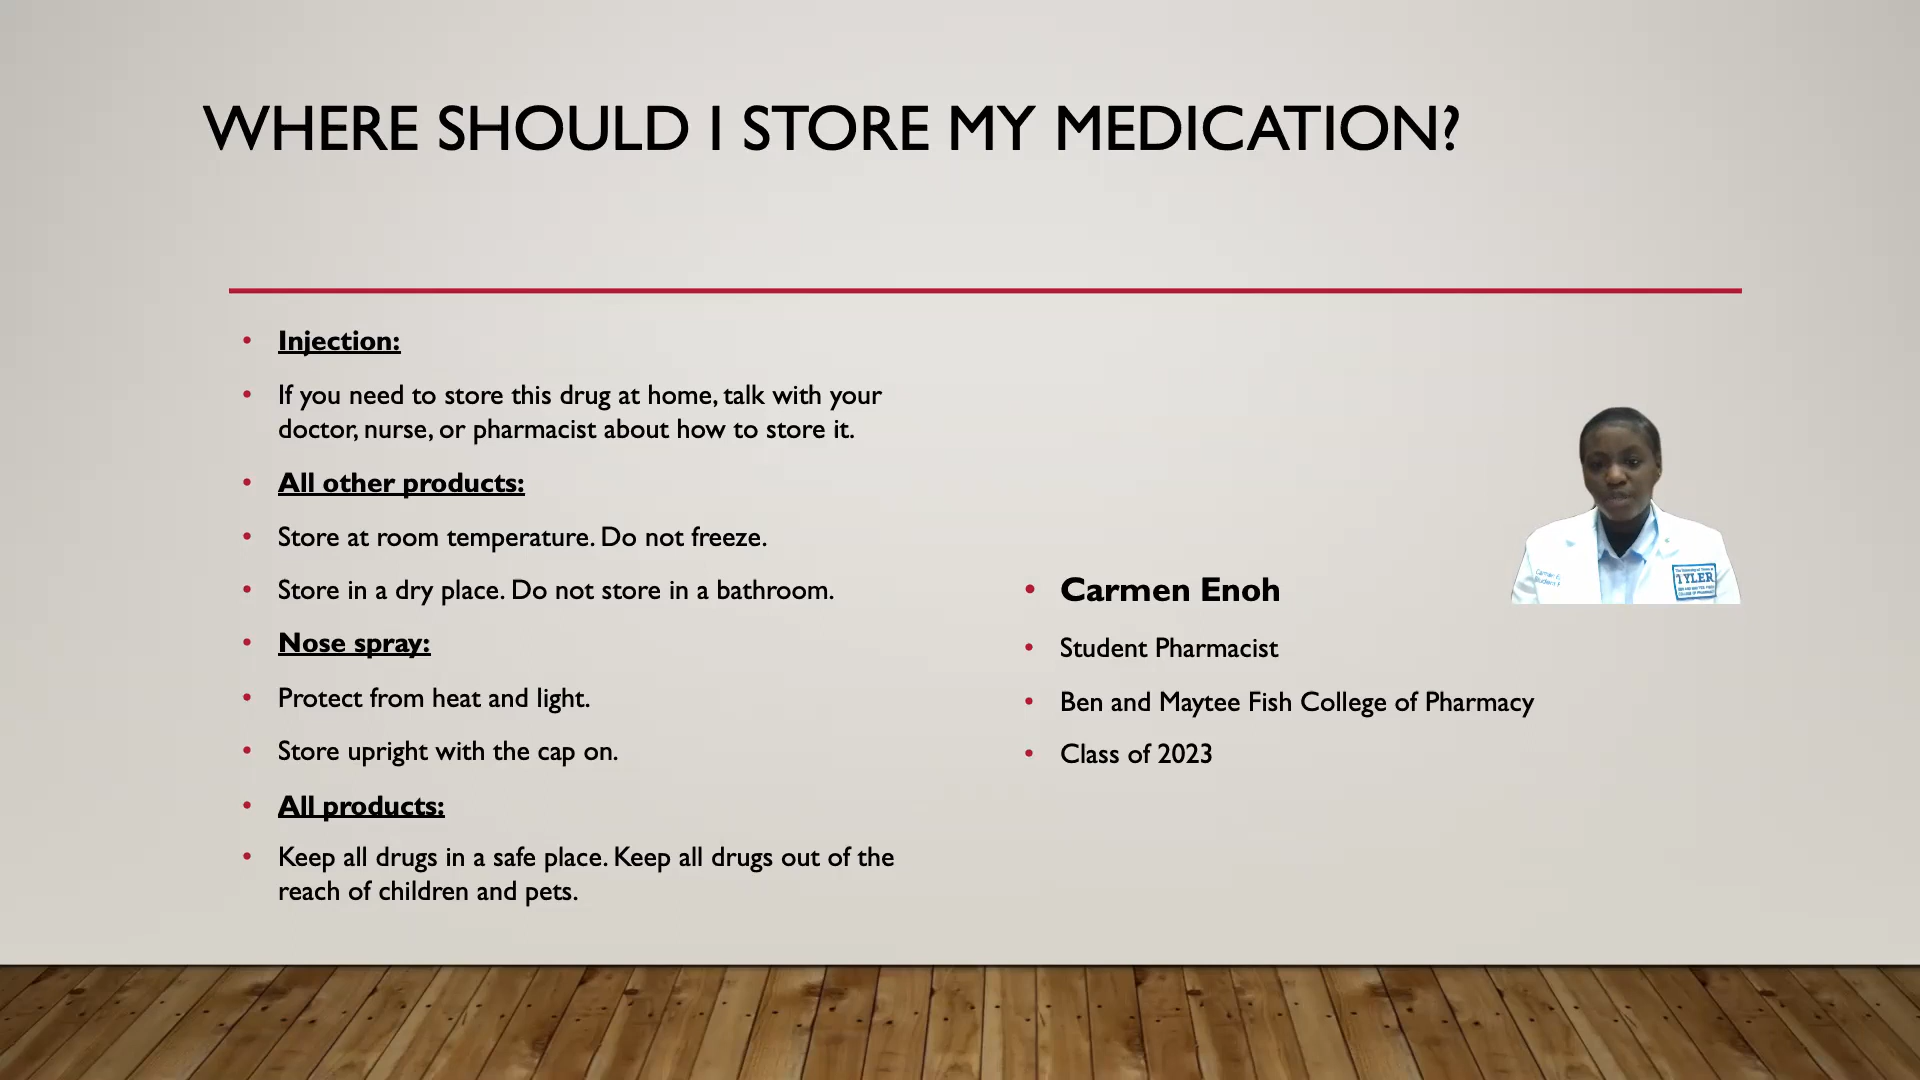 WHERE SHOULD I STORE MY MEDICATION?
• Injection:
• If you need to store this drug at home, talk with your
doctor, nurse, or pharmacist about how to store it.
• All other products:
• Store at room temperature. Do not freeze.
• Store in a dry place. Do not store in a bathroom.
• Nose spray:
• Protect from heat and light.
• Store upright with the cap on.
• All products:
• Keep all drugs in a safe place. Keep all drugs out of the
reach of children and pets.
• Carmen Enoh
• Student Pharmacist
• Ben and Maytee Fish College of Pharmacy
• Class of 2023
TYLER